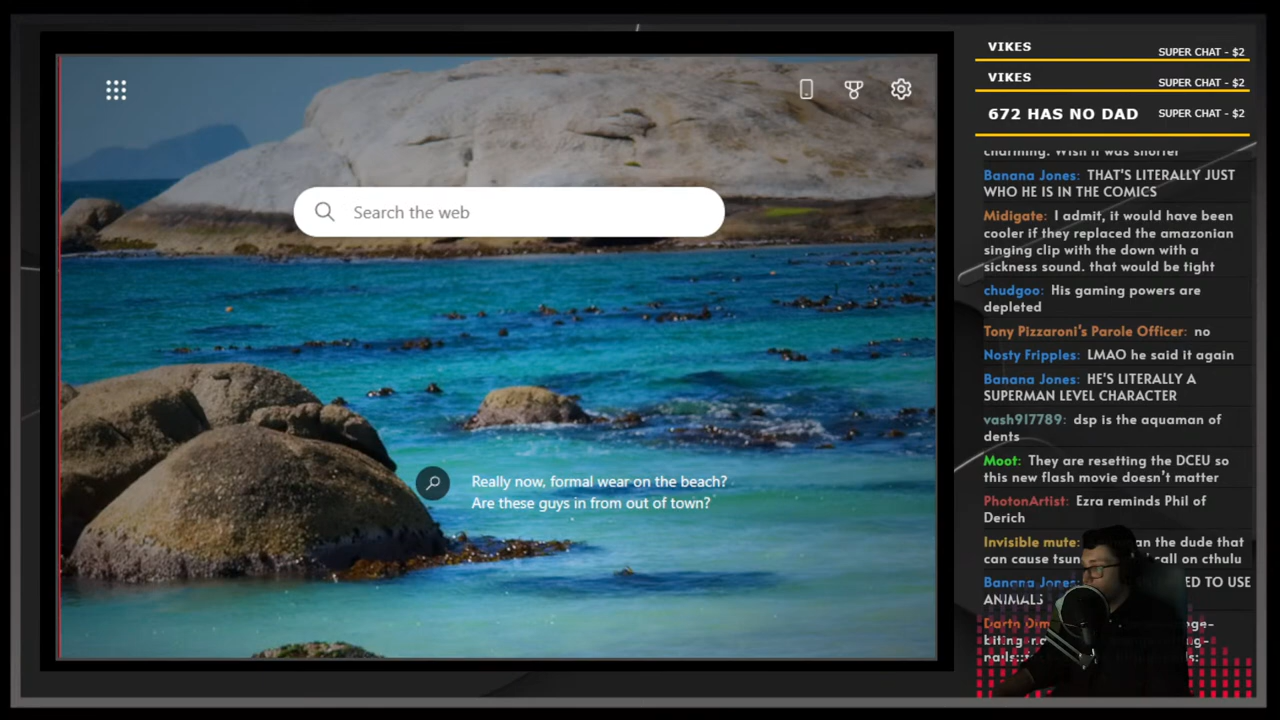 Search the web
Really now, formal wear on the beach?
Are these guys in from out of town?
VIKES SUPER CHAT - $2
VIKES SUPER CHAT - $2
672 HAS NO DAD SUPER CHAT - $2
charming. Wish it was shorter
Banana Jones: THAT'S LITERALLY JUST
WHO HE IS IN THE COMICS
Midigate: I admit, it would have been
cooler if they replaced the amazonian
singing clip with the down with a
sickness sound. that would be tight
chudgoo: His gaming powers are
depleted
Tony Pizzaroni's Parole Officer: no
Nosty Fripples: LMAO he said it again
Banana Jones: HE'S LITERALLY A
SUPERMAN LEVEL CHARACTER
vash917789: dsp is the aquaman of
dents
Moot: They are resetting the DCEU so
this new flash movie doesn't matter
PhotonArtist: Ezra reminds Phil of
Derich
Invisible mute: an the dude that
can cause tsun call on cthulu
Banana Jones: ED TO USE
ANIMALS